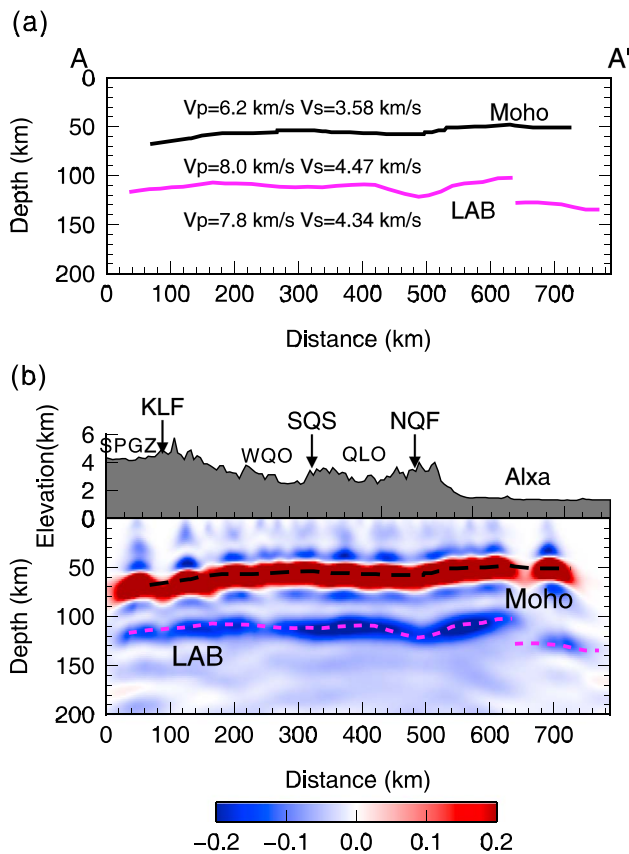 (a)
A A'
0
Vp=6.2 km/s Vs=3.58 km/s Moho
50
Vp=8.0 km/s Vs=4.47 km/s
100
Vp=7.8 km/s Vs=4.34 km/s LAB
150
200
Depth (km)
0 100 200 300 400 500 600 700
Distance (km)
(b)
KLF SQS NQF
6
SPGZ WQO QLO Alxa
4
2
0
Elevation(km)
0
50
Moho
100
LAB
150
200
Depth (km)
0 100 200 300 400 500 600 700
Distance (km)
−0.2 −0.1 0.0 0.1 0.2